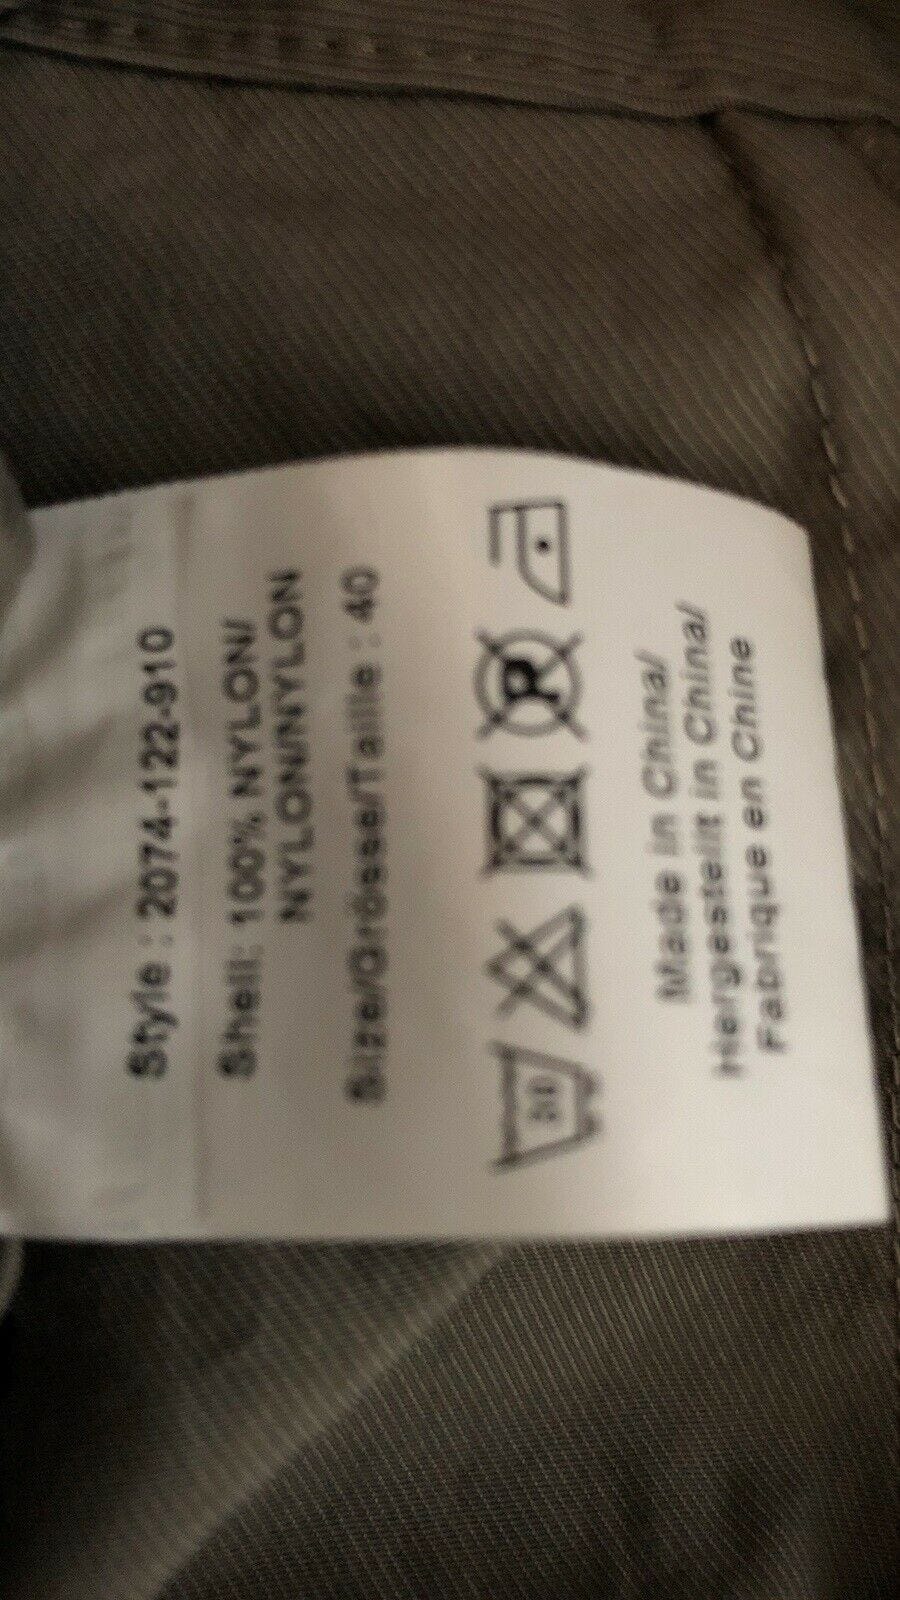 Style : 2074-122-910
Shell: 100% NYLON/
NYLON/NYLON
Size/Grösse/Taille : 40
30
P
Made in China/
Hergestellt in China/
Fabrique en Chine